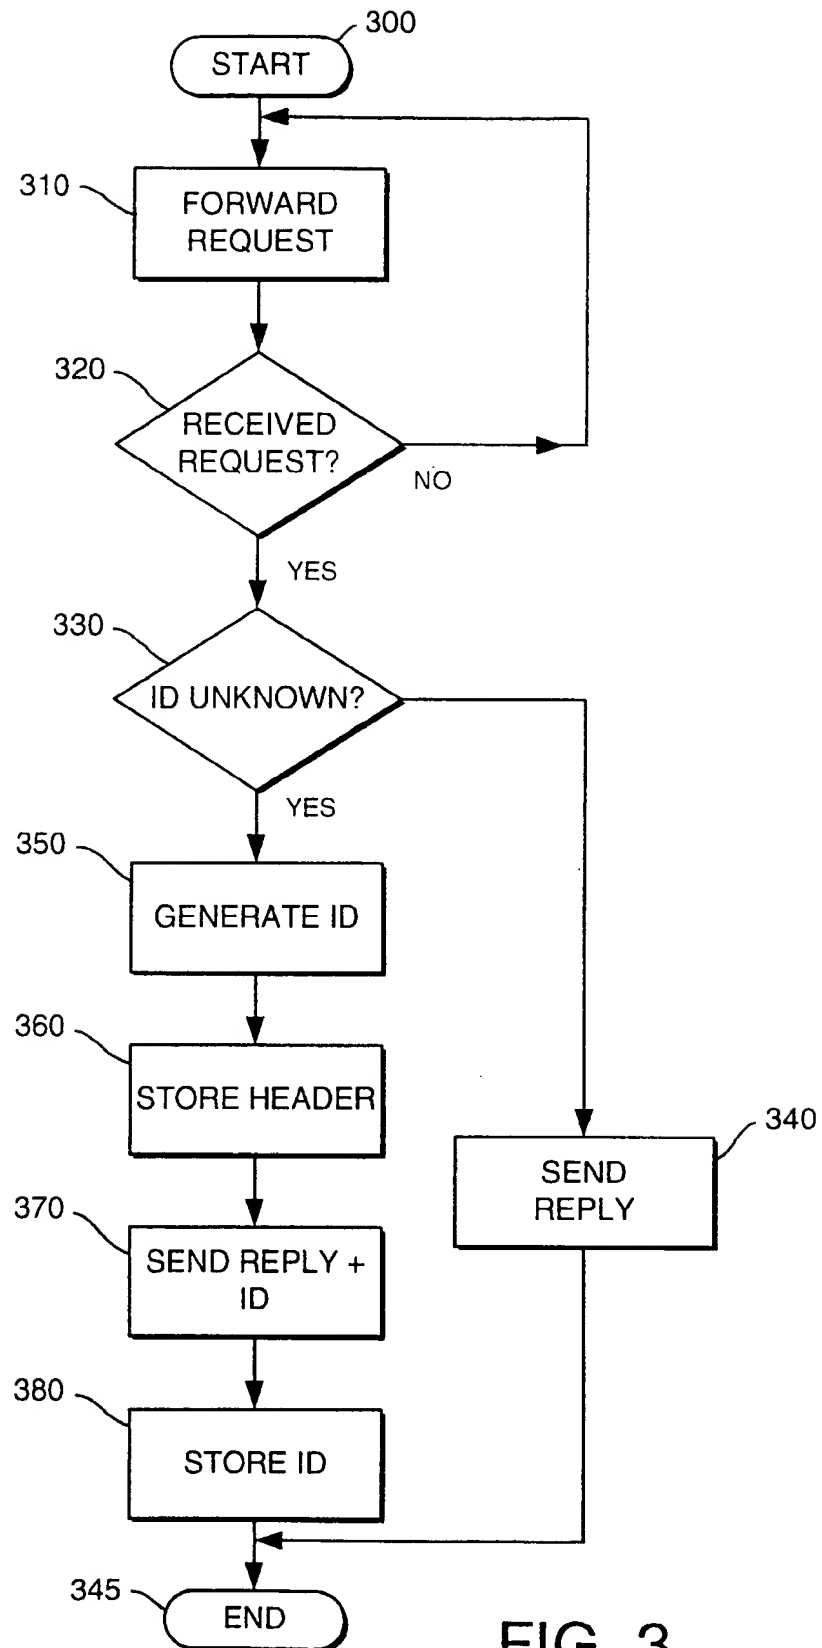 300
START
310
FORWARD
REQUEST
320
RECEIVED
REQUEST?
NO
YES
330
ID UNKNOWN?
YES
350
GENERATE ID
360
STORE HEADER
340
SEND
REPLY
370
SEND REPLY +
ID
380
STORE ID
345
END
FIG. 3